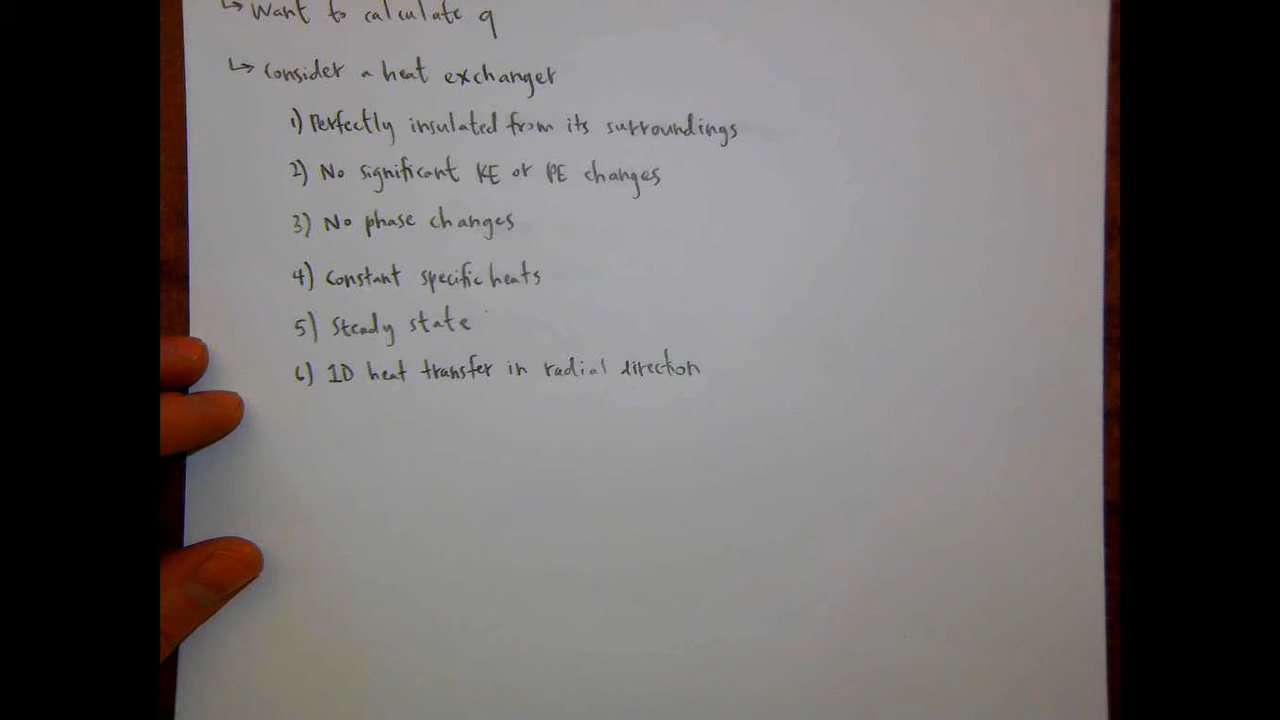 ↳ Want to calculate q
↳ Consider a heat exchanger
1) Perfectly insulated from its surroundings
2) No significant KE or PE changes
3) No phase changes
4) Constant specific heats
5) Steady state
6) 1D heat transfer in radial direction